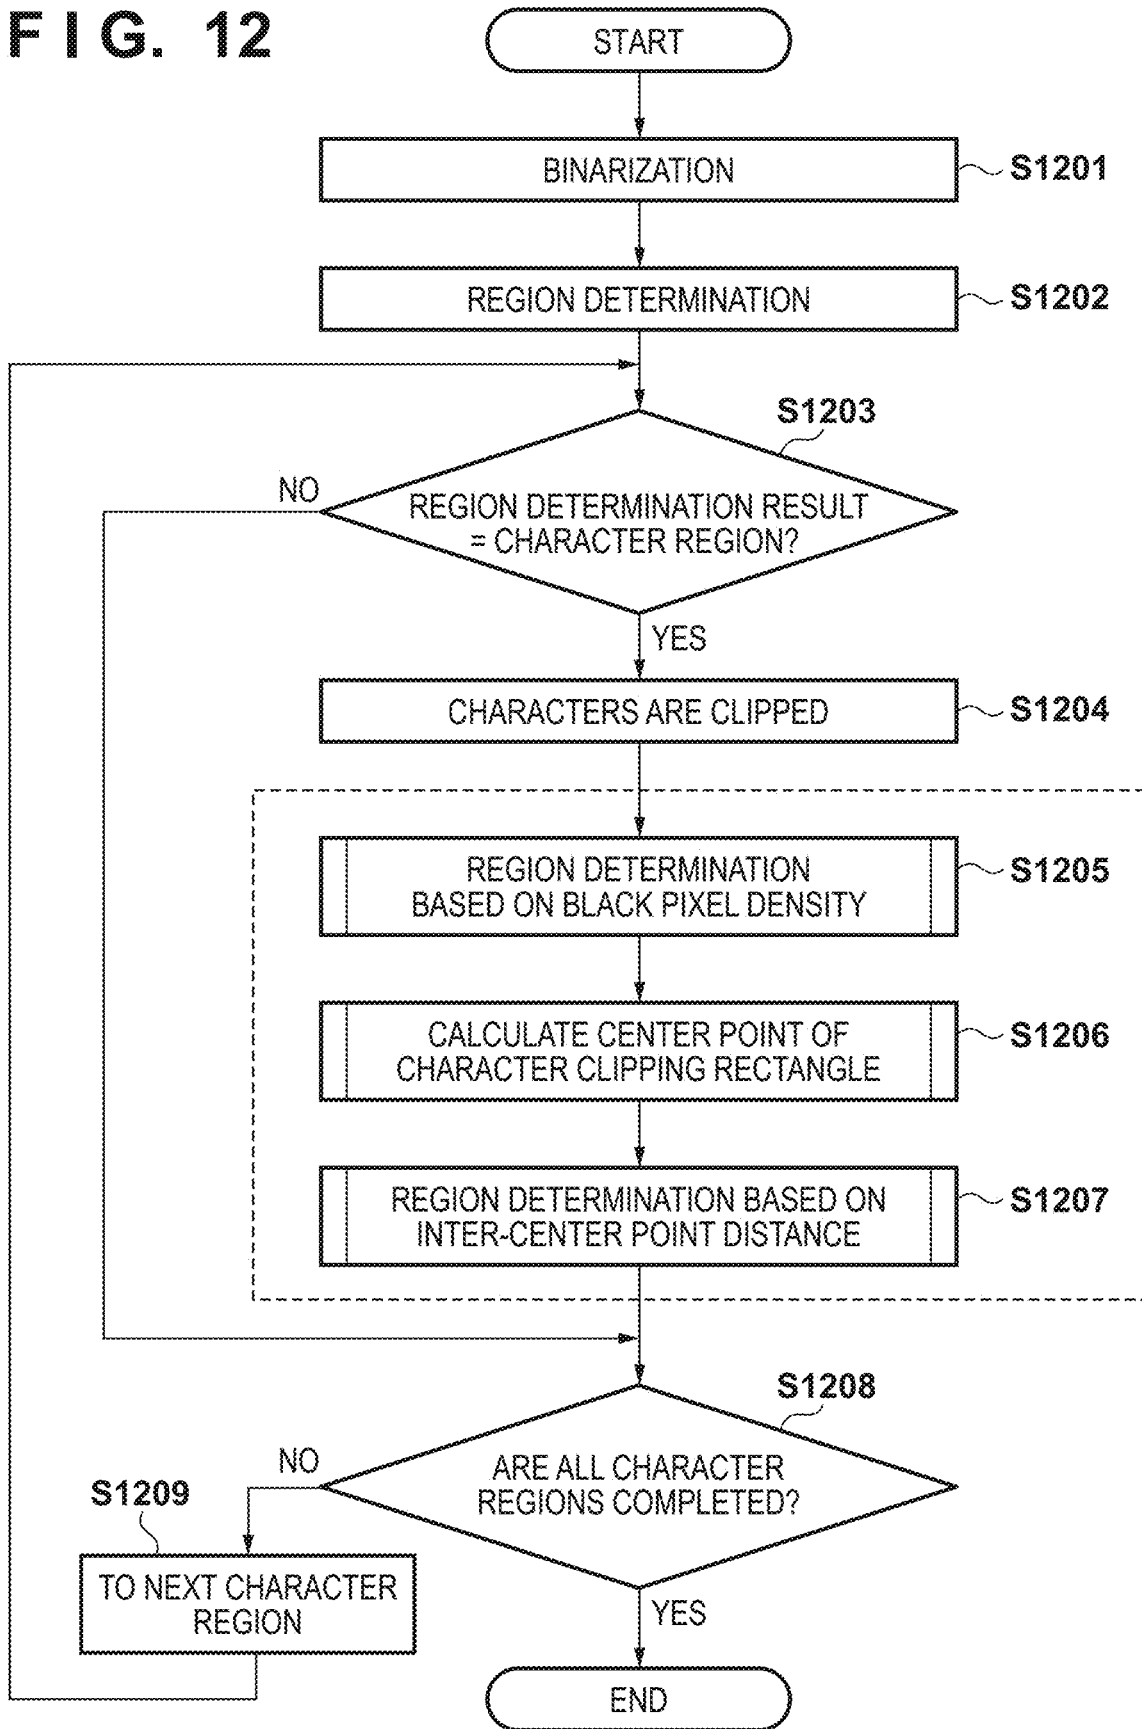 FIG. 12
START
BINARIZATION
S1201
REGION DETERMINATION
S1202
S1203
NO
REGION DETERMINATION RESULT
= CHARACTER REGION?
YES
CHARACTERS ARE CLIPPED
S1204
REGION DETERMINATION
BASED ON BLACK PIXEL DENSITY
S1205
CALCULATE CENTER POINT OF
CHARACTER CLIPPING RECTANGLE
S1206
REGION DETERMINATION BASED ON
INTER-CENTER POINT DISTANCE
S1207
S1208
NO
ARE ALL CHARACTER
REGIONS COMPLETED?
S1209
TO NEXT CHARACTER
REGION
YES
END